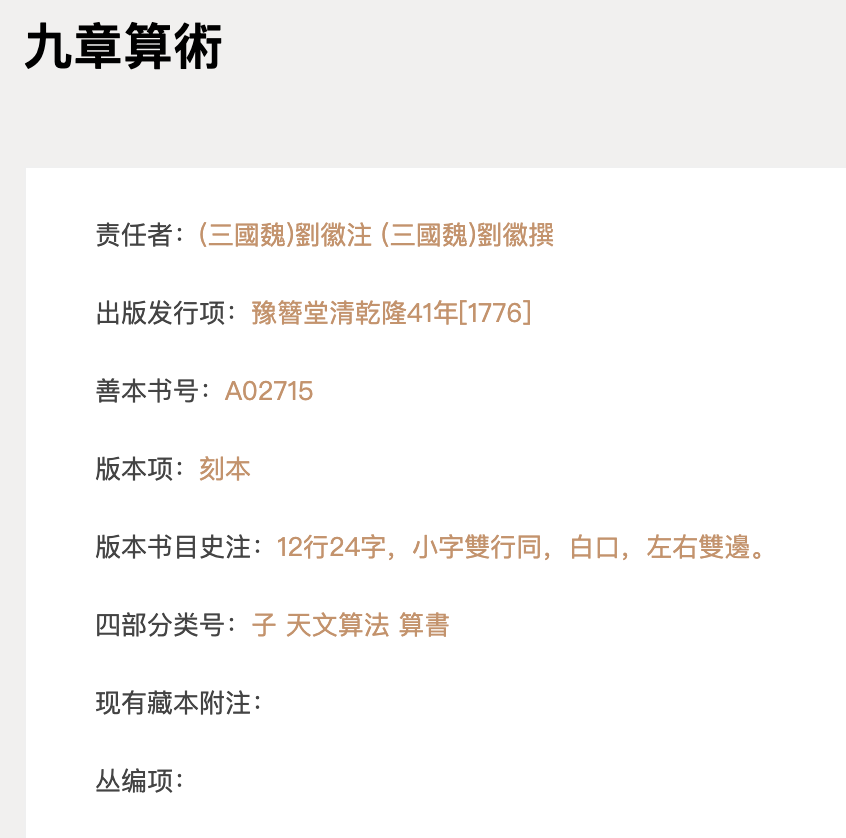 九章算術
责任者：(三國魏)劉徽注 (三國魏)劉徽撰
出版发行项：豫簪堂清乾隆41年[1776]
善本书号：A02715
版本项：刻本
版本书目史注：12行24字，小字雙行同，白口，左右雙邊。
四部分类号：子 天文算法 算書
现有藏本附注：
丛编项：